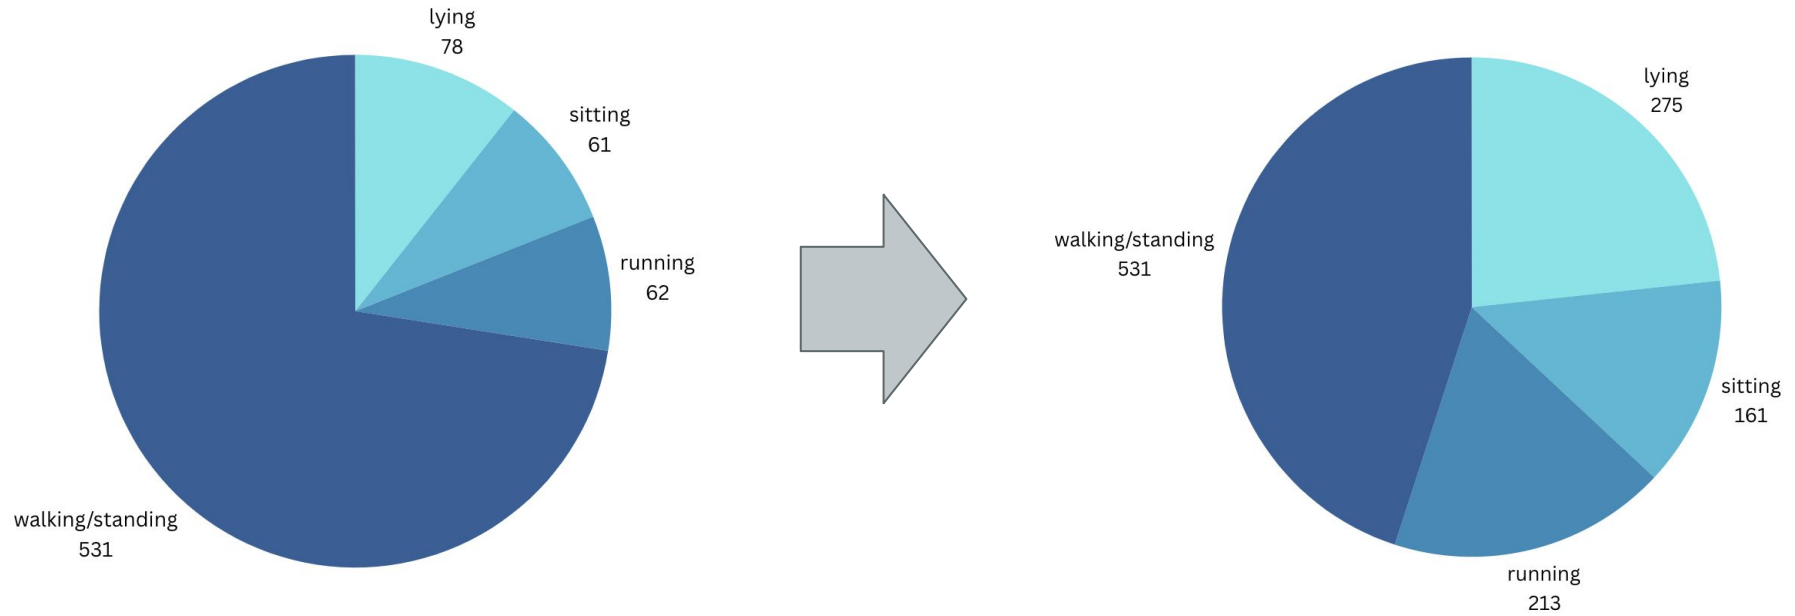 lying
78
sitting
61
running
62
walking/standing
531
lying
275
walking/standing
531
sitting
161
running
213